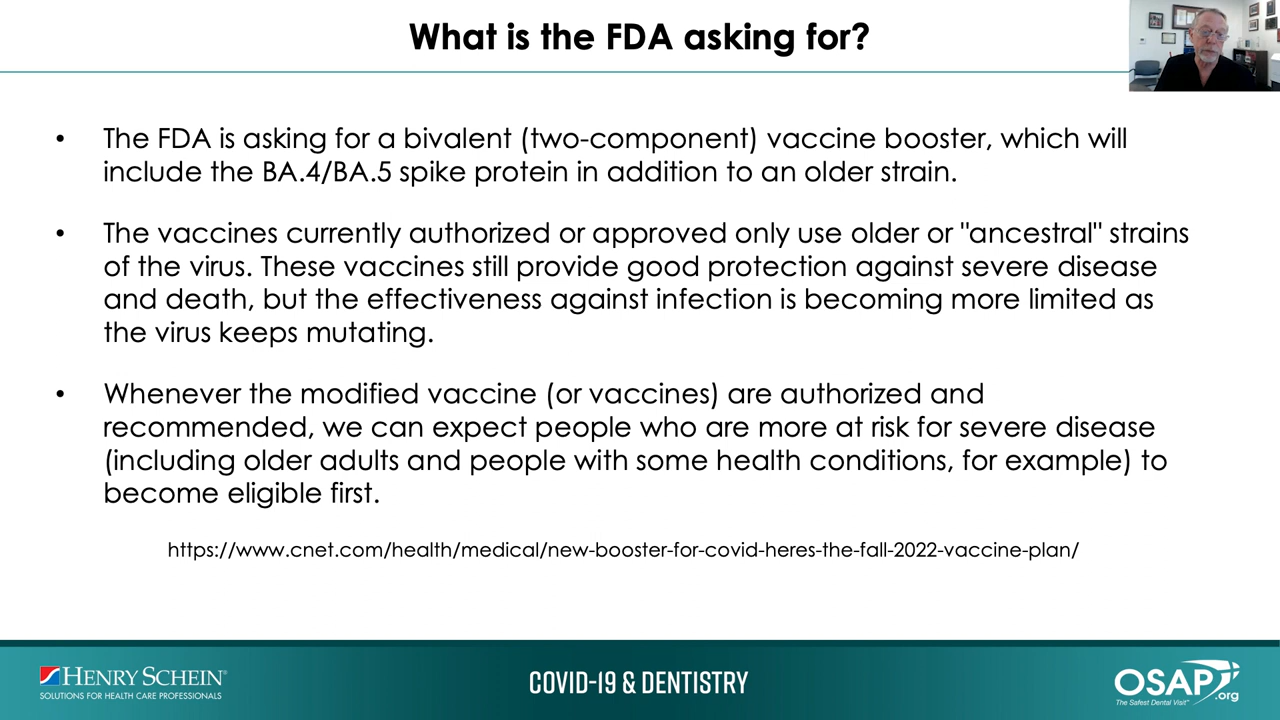 What is the FDA asking for?
• The FDA is asking for a bivalent (two-component) vaccine booster, which will
include the BA.4/BA.5 spike protein in addition to an older strain.
• The vaccines currently authorized or approved only use older or "ancestral" strains
of the virus. These vaccines still provide good protection against severe disease
and death, but the effectiveness against infection is becoming more limited as
the virus keeps mutating.
• Whenever the modified vaccine (or vaccines) are authorized and
recommended, we can expect people who are more at risk for severe disease
(including older adults and people with some health conditions, for example) to
become eligible first.
https://www.cnet.com/health/medical/new-booster-for-covid-heres-the-fall-2022-vaccine-plan/
HENRY SCHEIN®
SOLUTIONS FOR HEALTH CARE PROFESSIONALS
COVID-19 & DENTISTRY
OSAP.org
The Safest Dental Visit™